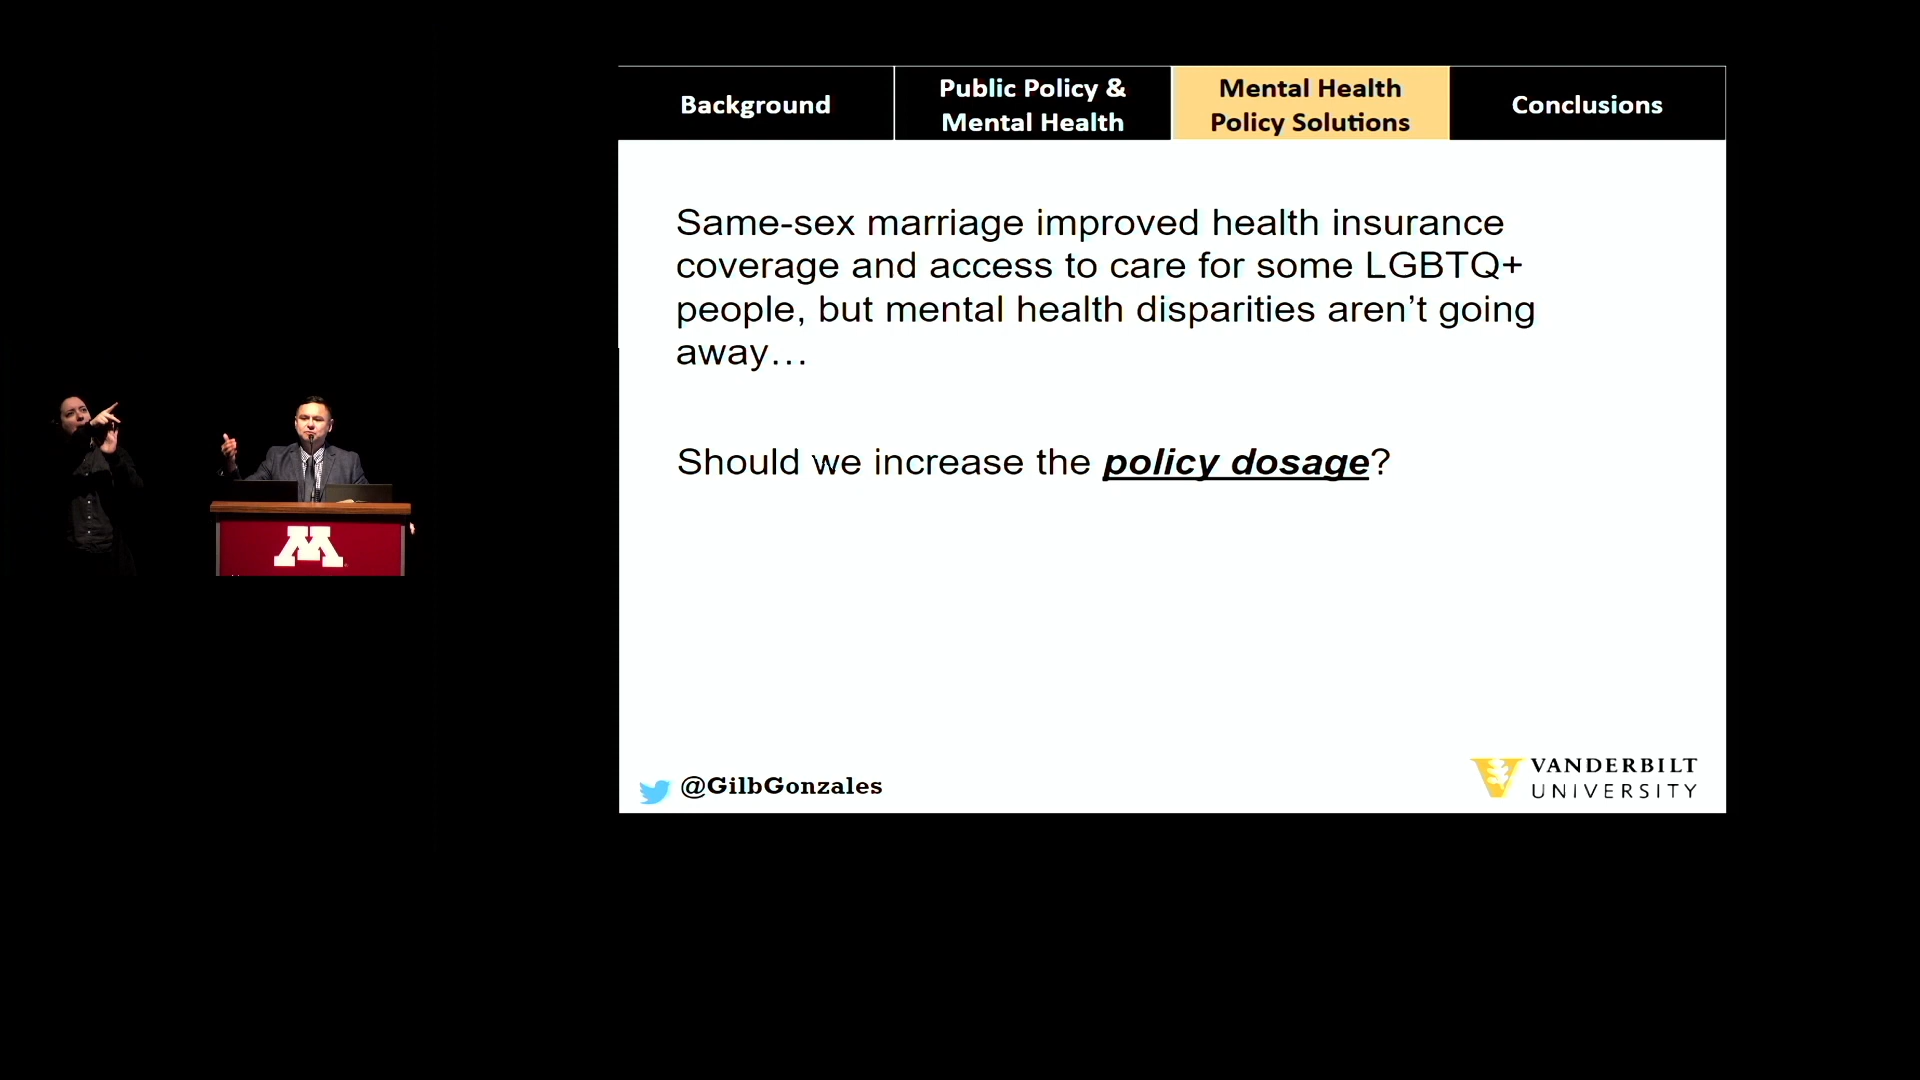 Background
Public Policy &
Mental Health
Mental Health
Policy Solutions
Conclusions
Same-sex marriage improved health insurance
coverage and access to care for some LGBTQ+
people, but mental health disparities aren’t going
away…
Should we increase the policy dosage?
@GilbGonzales
VANDERBILT
UNIVERSITY
M